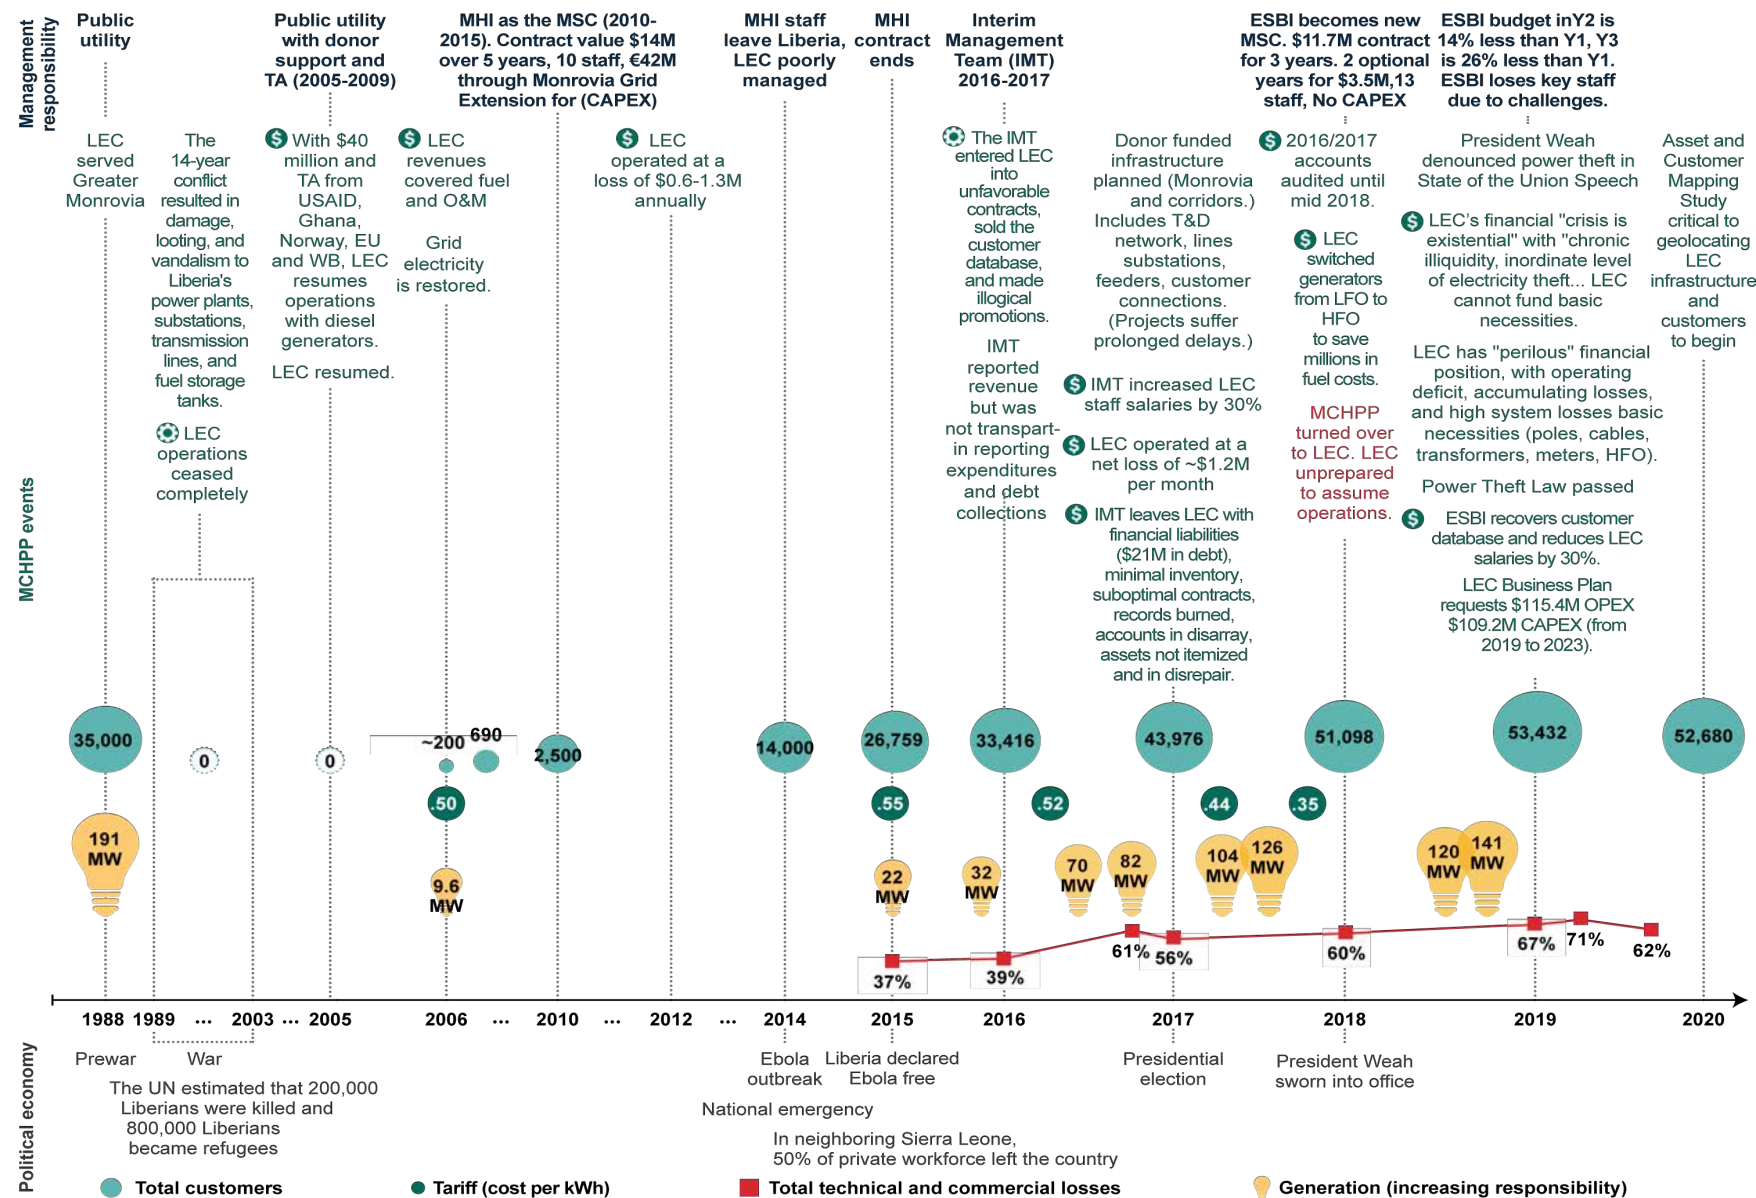 Management
responsibility
Public
utility
Public utility
with donor
support and
TA (2005-2009)
MHI as the MSC (2010-
2015). Contract value $14M
over 5 years, 10 staff, €42M
through Monrovia Grid
Extension for (CAPEX)
MHI staff
leave Liberia,
LEC poorly
managed
MHI
contract
ends
Interim
Management
Team (IMT)
2016-2017
ESBI becomes new
MSC. $11.7M contract
for 3 years. 2 optional
years for $3.5M,13
staff, No CAPEX
ESBI budget inY2 is
14% less than Y1, Y3
is 26% less than Y1.
ESBI loses key staff
due to challenges.
MCHPP events
LEC
served
Greater
Monrovia
The
14-year
conflict
resulted in
damage,
looting, and
vandalism to
Liberia's
power plants,
substations,
transmission
lines, and
fuel storage
tanks.
LEC
operations
ceased
completely
$ With $40
million and
TA from
USAID,
Ghana,
Norway, EU
and WB, LEC
resumes
operations
with diesel
generators.
LEC resumed.
$ LEC
revenues
covered fuel
and O&M
Grid
electricity
is restored.
$ LEC
operated at a
loss of $0.6-1.3M
annually
The IMT
entered LEC
into
unfavorable
contracts,
sold the
customer
database,
and made
illogical
promotions.
IMT
reported
revenue
but was
not transpart-
in reporting
expenditures
and debt
collections
Donor funded
infrastructure
planned (Monrovia
and corridors.)
Includes T&D
network, lines
substations,
feeders, customer
connections.
(Projects suffer
prolonged delays.)
$ IMT increased LEC
staff salaries by 30%
$ LEC operated at a
net loss of ~$1.2M
per month
$ IMT leaves LEC with
financial liabilities
($21M in debt),
minimal inventory,
suboptimal contracts,
records burned,
accounts in disarray,
assets not itemized
and in disrepair.
$ 2016/2017
accounts
audited until
mid 2018.
$ LEC
switched
generators
from LFO to
HFO
to save
millions in
fuel costs.
MCHPP
turned over
to LEC. LEC
unprepared
to assume
operations.
President Weah
denounced power theft in
State of the Union Speech
$ LEC's financial "crisis is
existential" with "chronic
illiquidity, inordinate level
of electricity theft... LEC
cannot fund basic
necessities.
LEC has "perilous" financial
position, with operating
deficit, accumulating losses,
and high system losses basic
necessities (poles, cables,
transformers, meters, HFO).
Power Theft Law passed
$ ESBI recovers customer
database and reduces LEC
salaries by 30%.
LEC Business Plan
requests $115.4M OPEX
$109.2M CAPEX (from
2019 to 2023).
Asset and
Customer
Mapping
Study
critical to
geolocating
LEC
infrastructure
and
customers
to begin
35,000
0
0
~200
690
2,500
14,000
26,759
33,416
43,976
51,098
53,432
52,680
.50
.55
.52
.44
.35
191
MW
9.6
MW
22
MW
32
MW
70
MW
82
MW
104
MW
126
MW
120
MW
141
MW
37%
39%
61%
56%
60%
67%
71%
62%
1988 1989 ... 2003 ... 2005 2006 ... 2010 ... 2012 ... 2014 2015 2016 2017 2018 2019 2020
Political economy
Prewar
War
The UN estimated that 200,000
Liberians were killed and
800,000 Liberians
became refugees
Ebola
outbreak
Liberia declared
Ebola free
National emergency
In neighboring Sierra Leone,
50% of private workforce left the country
Presidential
election
President Weah
sworn into office
Total customers
Tariff (cost per kWh)
Total technical and commercial losses
Generation (increasing responsibility)